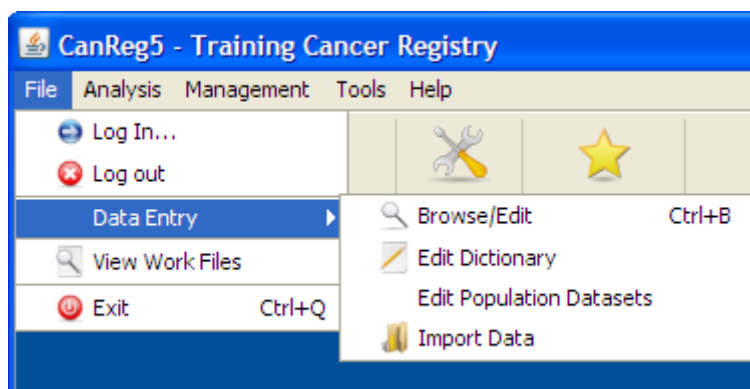 CanReg5 - Training Cancer Registry
File Analysis Management Tools Help
Log In...
Log out
Data Entry
View Work Files
Exit Ctrl+Q
Browse/Edit Ctrl+B
Edit Dictionary
Edit Population Datasets
Import Data